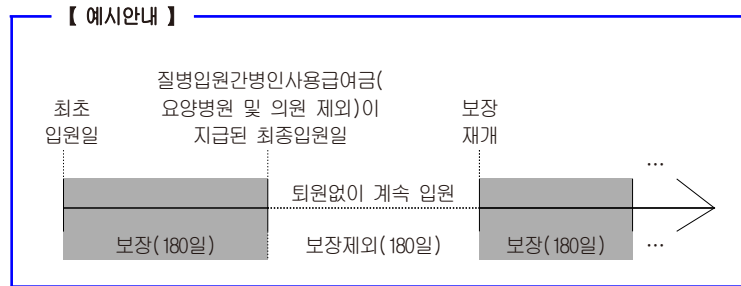 【 예시안내 】
질병입원간병인사용급여금(
최초 요양병원 및 의원 제외)이 보장
입원일 지급된 최종입원일 재개
...
퇴원없이 계속 입원
보장(180일) 보장제외(180일) 보장(180일) ...